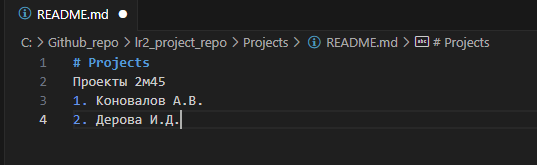 README.md
C: > Github_repo > lr2_project_repo > Projects > README.md > # Projects
1 # Projects
2 Проекты 2м45
3 1. Коновалов А.В.
4 2. Дерова И.Д.